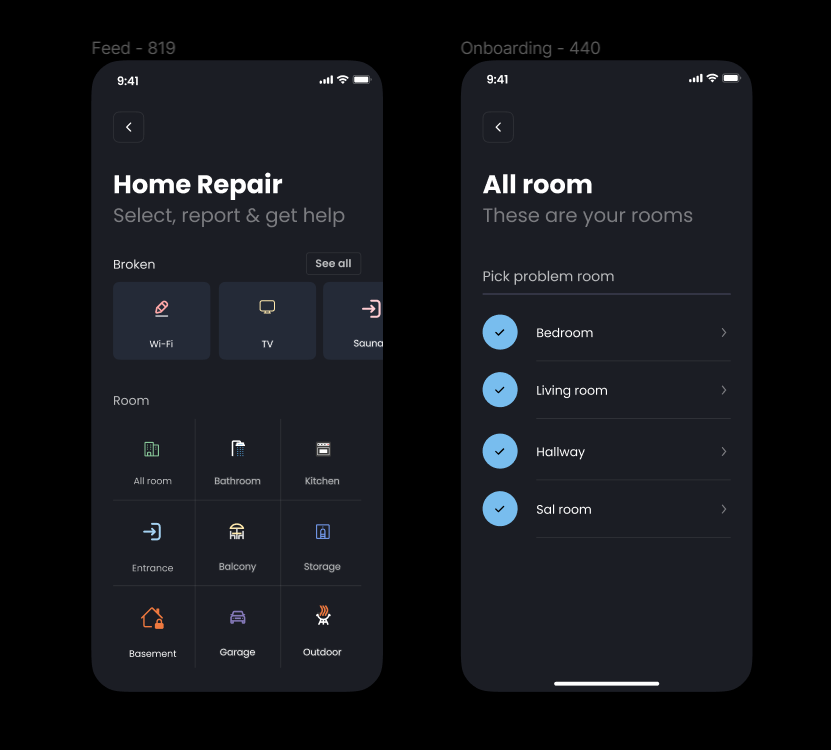 Feed - 819
9:41
Home Repair
Select, report & get help
Broken
See all
Wi-Fi
TV
Sauna
Room
All room
Bathroom
Kitchen
Entrance
Balcony
Storage
Basement
Garage
Outdoor
Onboarding - 440
9:41
All room
These are your rooms
Pick problem room
Bedroom
Living room
Hallway
Sal room